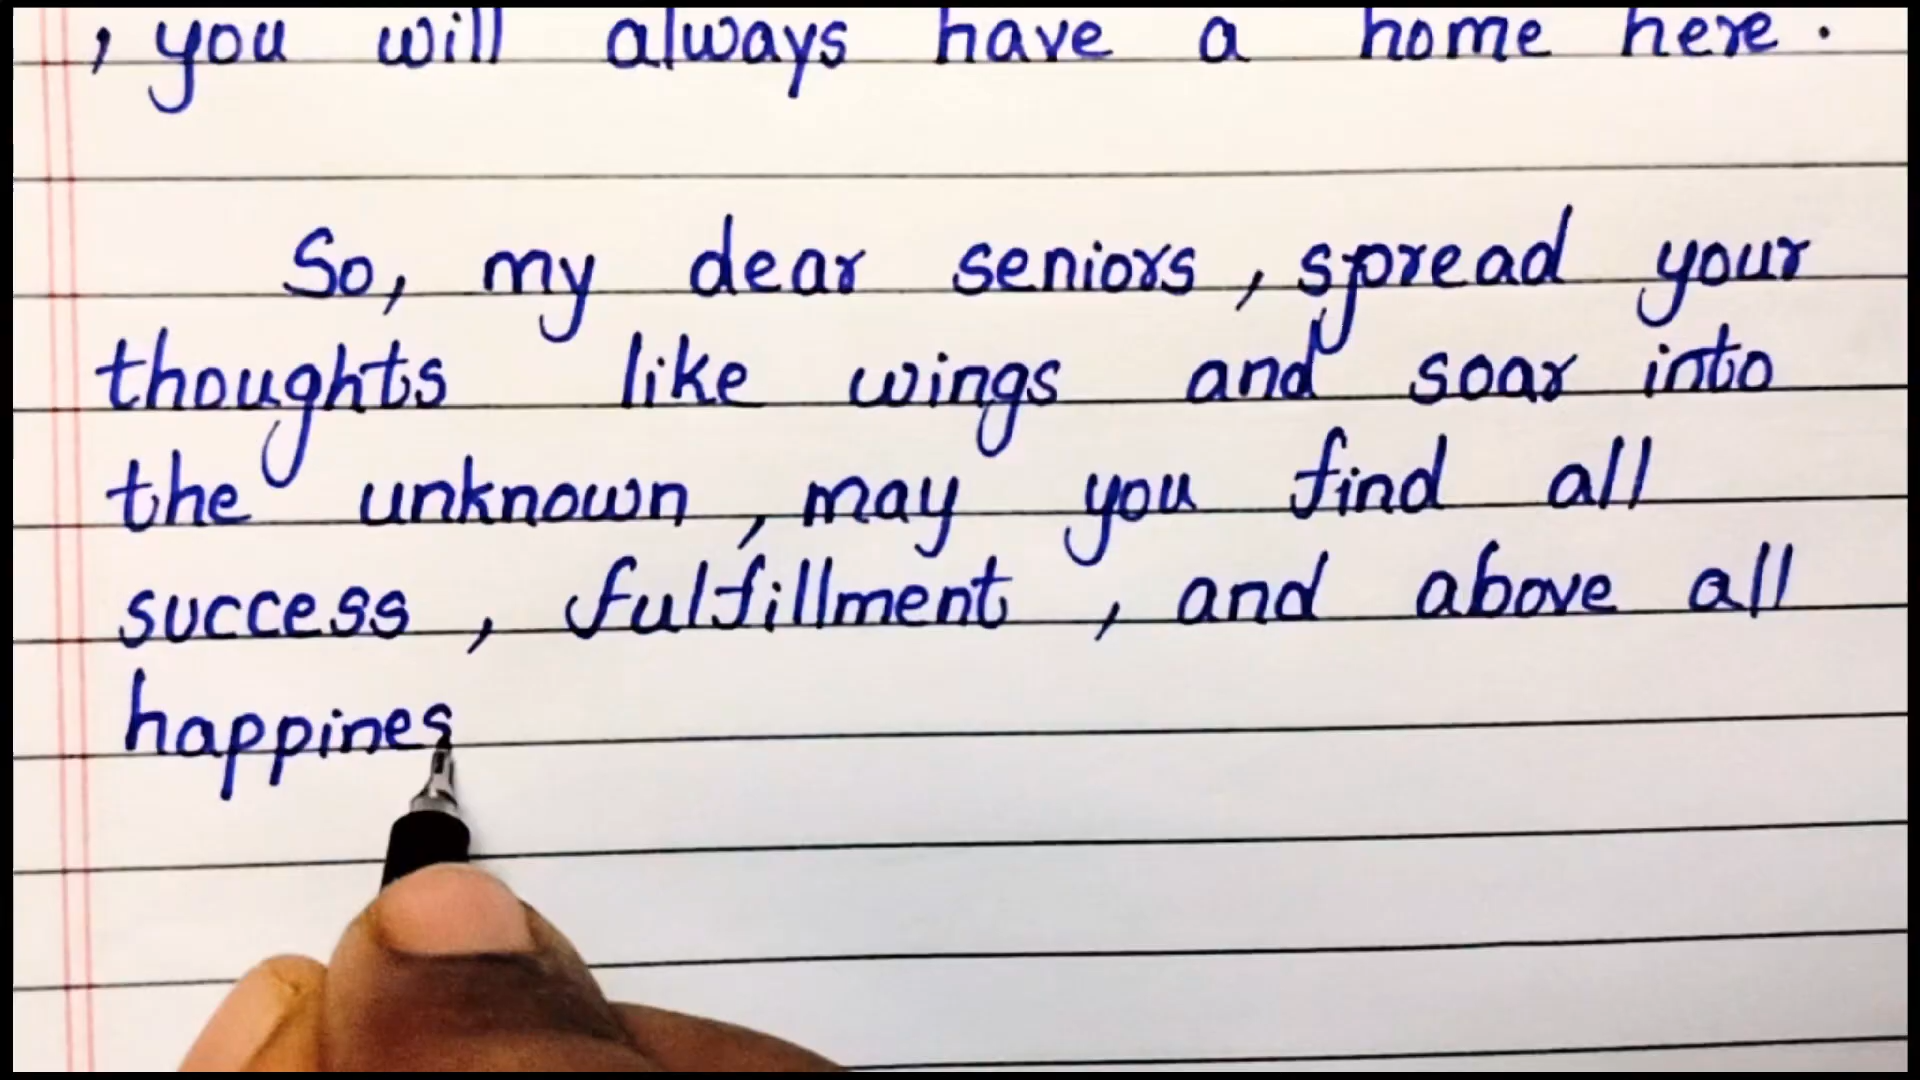 , you will always have a home here.
So, my dear seniors, spread your
thoughts like wings and soar into
the unknown, may you find all
success, fulfillment, and above all
happines